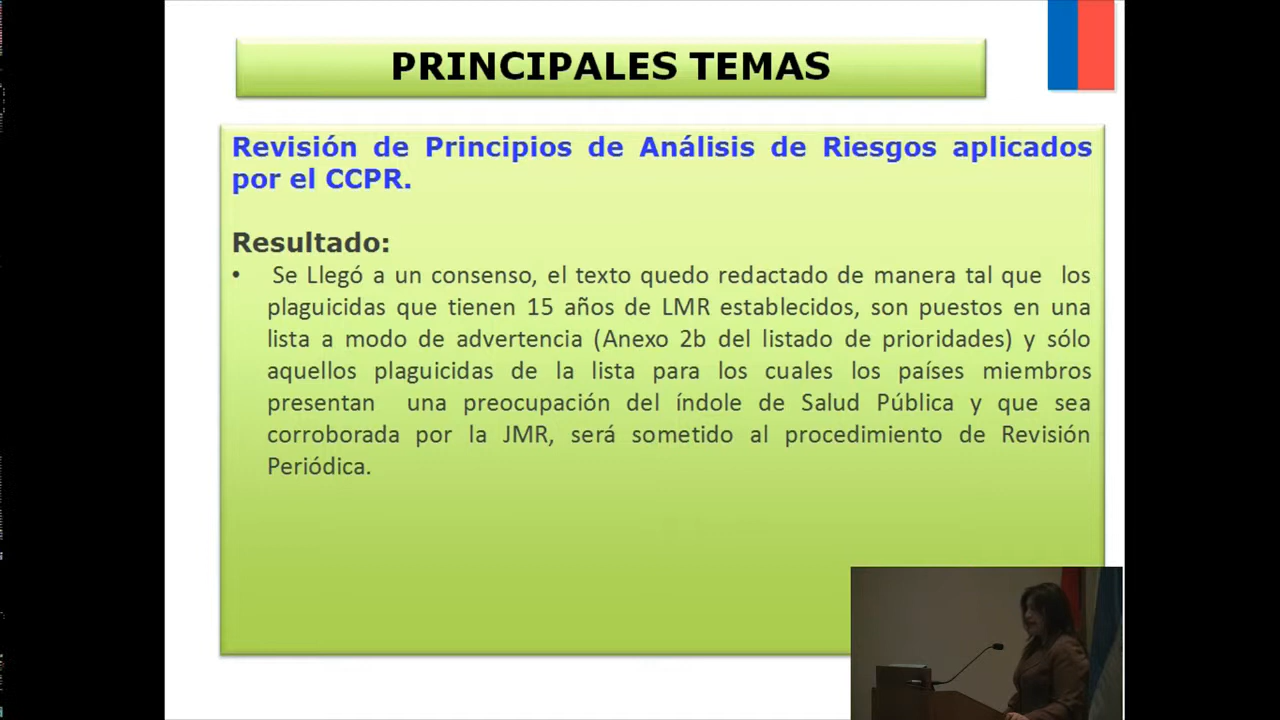 PRINCIPALES TEMAS
Revisión de Principios de Análisis de Riesgos aplicados
por el CCPR.
Resultado:
• Se Llegó a un consenso, el texto quedo redactado de manera tal que los
plaguicidas que tienen 15 años de LMR establecidos, son puestos en una
lista a modo de advertencia (Anexo 2b del listado de prioridades) y sólo
aquellos plaguicidas de la lista para los cuales los países miembros
presentan una preocupación del índole de Salud Pública y que sea
corroborada por la JMR, será sometido al procedimiento de Revisión
Periódica.